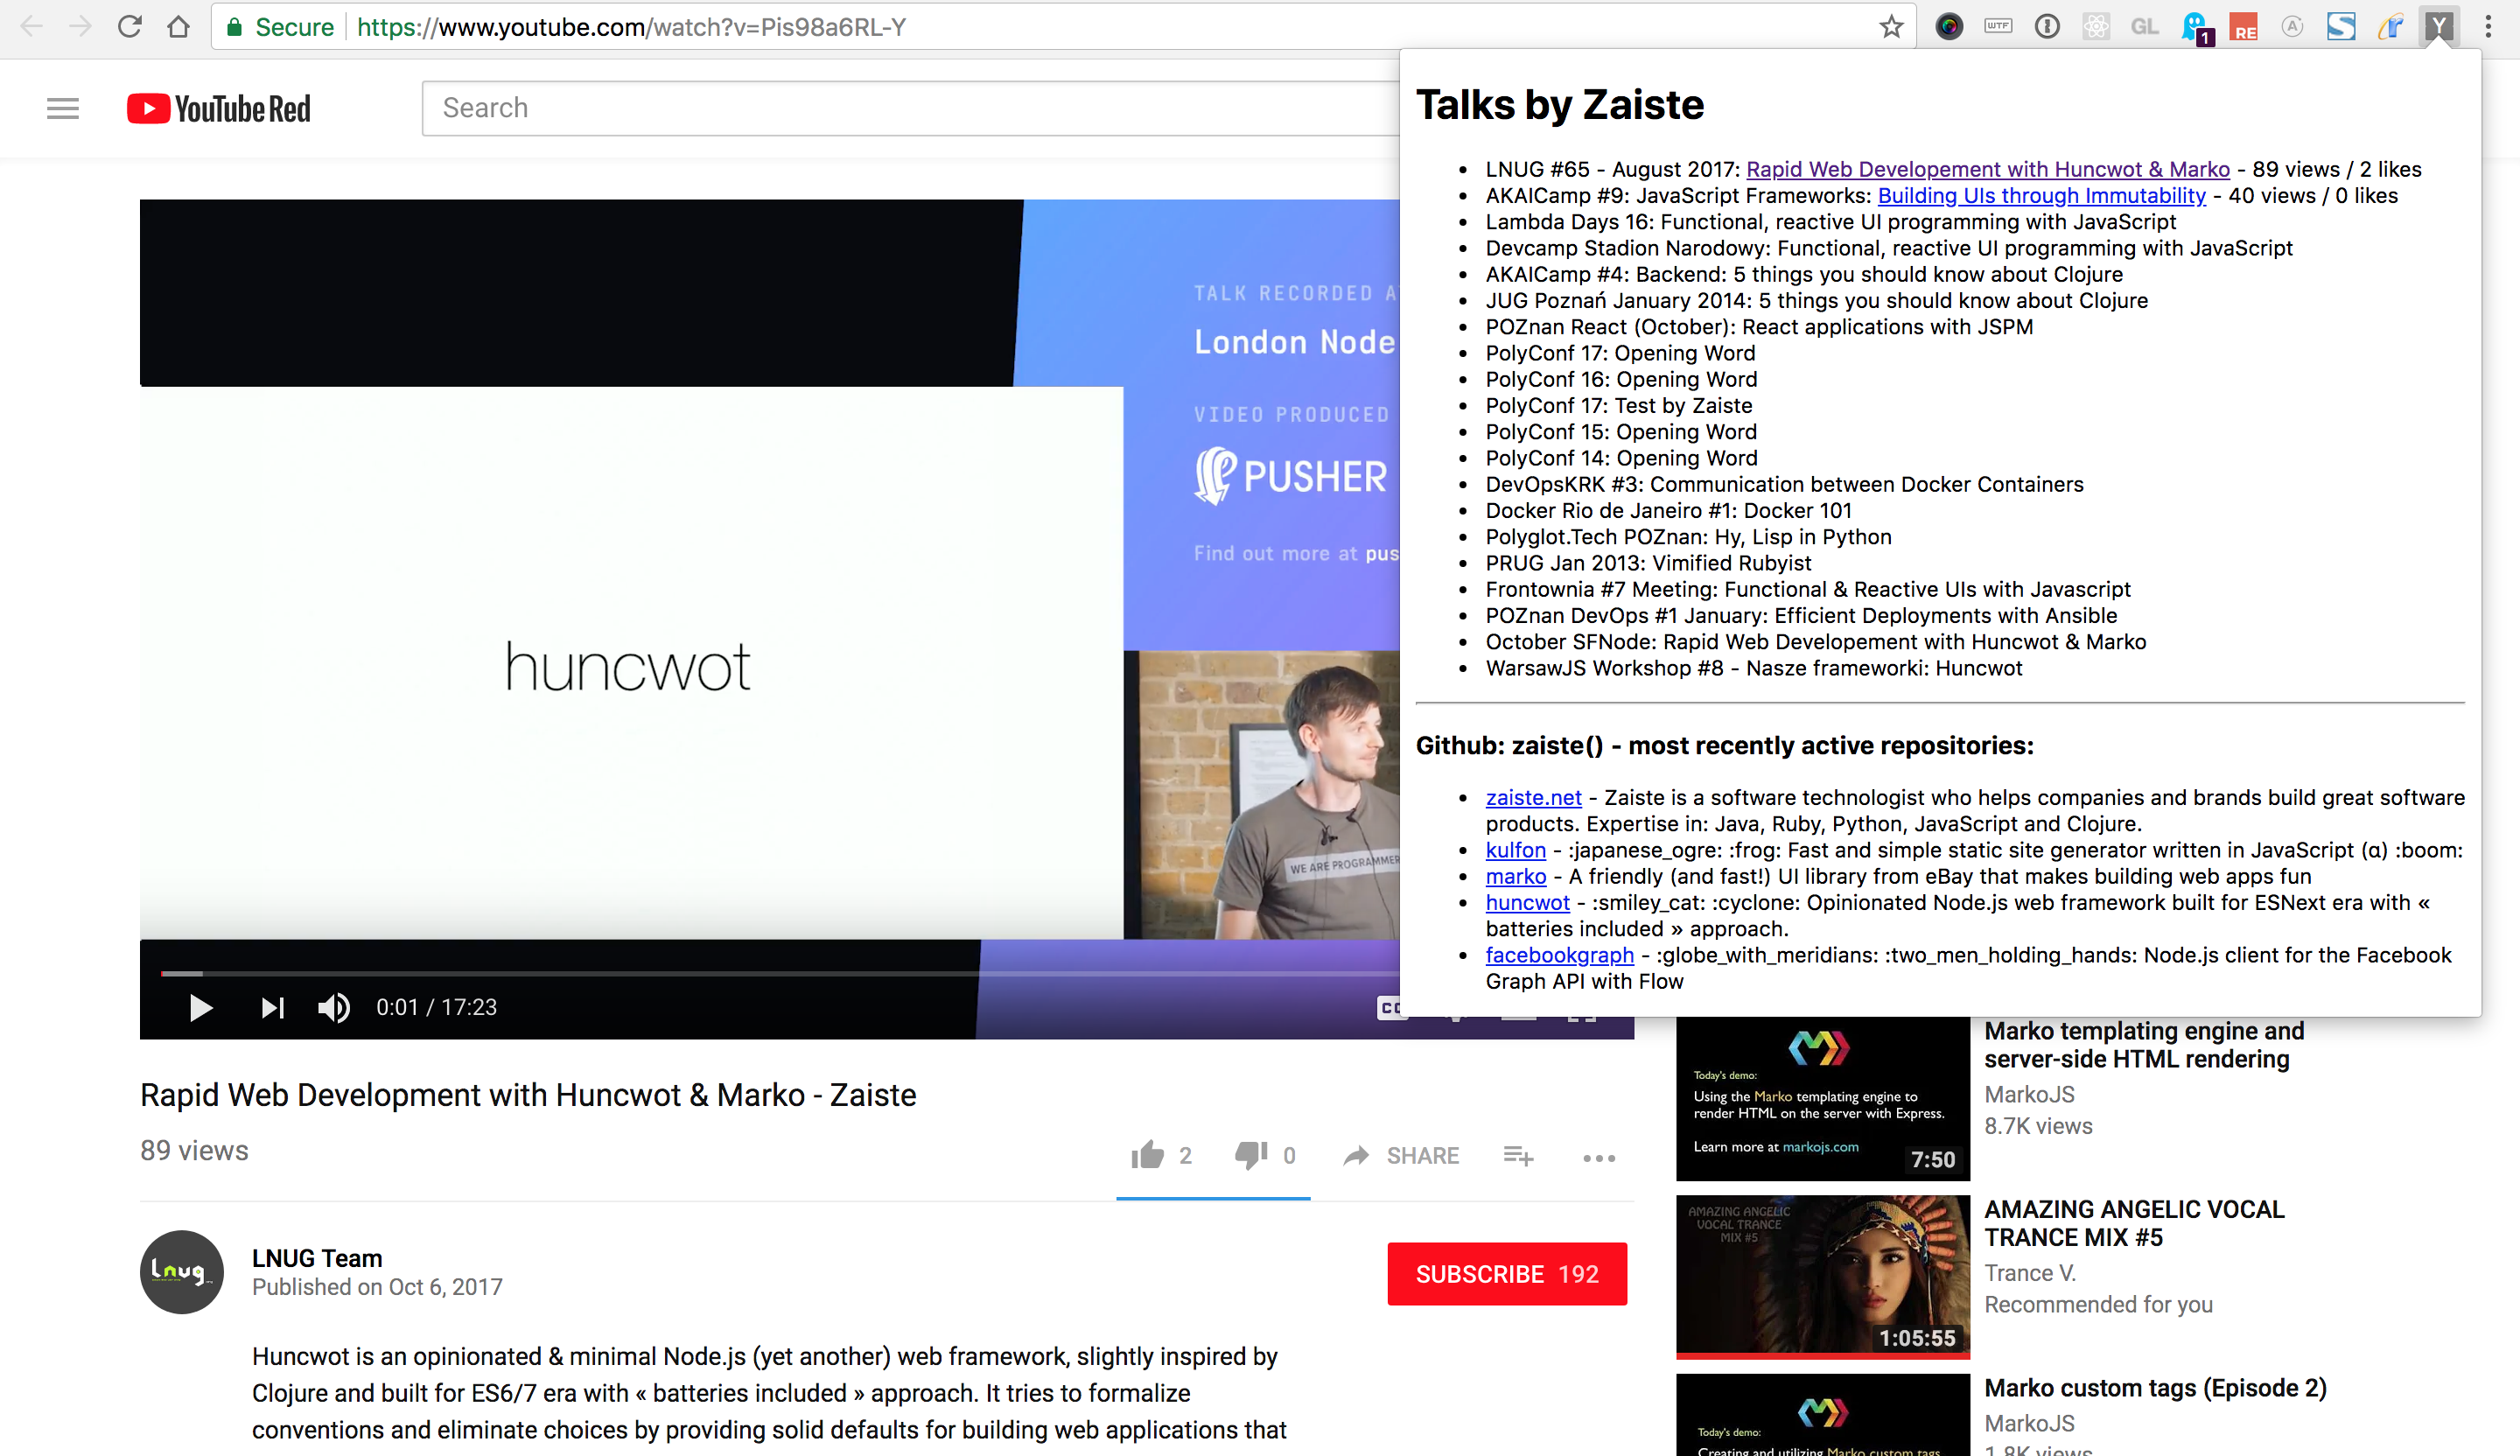 Secure https://www.youtube.com/watch?v=Pis98a6RL-Y
WTF
GL
1
RE
A
S
Y
YouTube Red
Search
TALK RECORDED A
London Node
VIDEO PRODUCED
PUSHER
Find out more at pus
huncwot
WE ARE PROGRAMMER
0:01 / 17:23
CC
Talks by Zaiste
LNUG #65 - August 2017: Rapid Web Developement with Huncwot & Marko - 89 views / 2 likes
AKAICamp #9: JavaScript Frameworks: Building UIs through Immutability - 40 views / 0 likes
Lambda Days 16: Functional, reactive UI programming with JavaScript
Devcamp Stadion Narodowy: Functional, reactive UI programming with JavaScript
AKAICamp #4: Backend: 5 things you should know about Clojure
JUG Poznań January 2014: 5 things you should know about Clojure
POZnan React (October): React applications with JSPM
PolyConf 17: Opening Word
PolyConf 16: Opening Word
PolyConf 17: Test by Zaiste
PolyConf 15: Opening Word
PolyConf 14: Opening Word
DevOpsKRK #3: Communication between Docker Containers
Docker Rio de Janeiro #1: Docker 101
Polyglot.Tech POZnan: Hy, Lisp in Python
PRUG Jan 2013: Vimified Rubyist
Frontownia #7 Meeting: Functional & Reactive UIs with Javascript
POZnan DevOps #1 January: Efficient Deployments with Ansible
October SFNode: Rapid Web Developement with Huncwot & Marko
WarsawJS Workshop #8 - Nasze frameworki: Huncwot
Github: zaiste() - most recently active repositories:
zaiste.net - Zaiste is a software technologist who helps companies and brands build great software
products. Expertise in: Java, Ruby, Python, JavaScript and Clojure.
kulfon - :japanese_ogre: :frog: Fast and simple static site generator written in JavaScript (α) :boom:
marko - A friendly (and fast!) UI library from eBay that makes building web apps fun
huncwot - :smiley_cat: :cyclone: Opinionated Node.js web framework built for ESNext era with «
batteries included » approach.
facebookgraph - :globe_with_meridians: :two_men_holding_hands: Node.js client for the Facebook
Graph API with Flow
Rapid Web Development with Huncwot & Marko - Zaiste
89 views
2
0
SHARE
Lnug
LNUG Team
Published on Oct 6, 2017
SUBSCRIBE 192
Huncwot is an opinionated & minimal Node.js (yet another) web framework, slightly inspired by
Clojure and built for ES6/7 era with « batteries included » approach. It tries to formalize
conventions and eliminate choices by providing solid defaults for building web applications that
Today's demo:
Using the Marko templating engine to
render HTML on the server with Express.
Learn more at markojs.com
7:50
Marko templating engine and
server-side HTML rendering
MarkoJS
8.7K views
AMAZING ANGELIC
VOCAL TRANCE
MIX #5
1:05:55
AMAZING ANGELIC VOCAL
TRANCE MIX #5
Trance V.
Recommended for you
Today's demo:
Creating and utilizing Marko custom tags
Marko custom tags (Episode 2)
MarkoJS
1.8K views